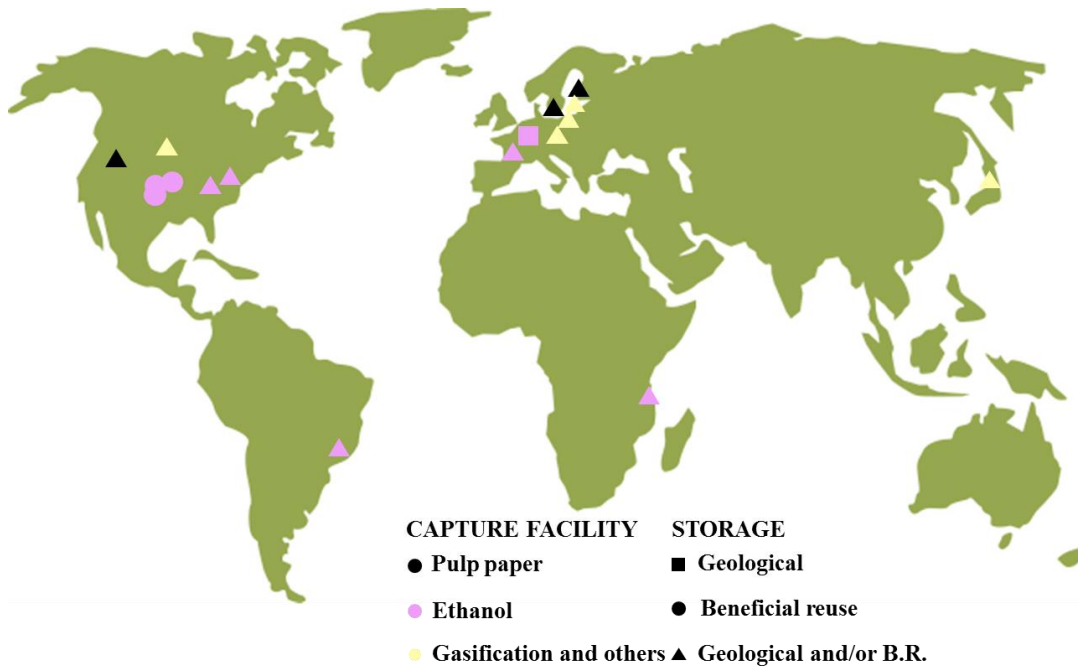 CAPTURE FACILITY STORAGE
Pulp paper Geological
Ethanol Beneficial reuse
Gasification and others Geological and/or B.R.